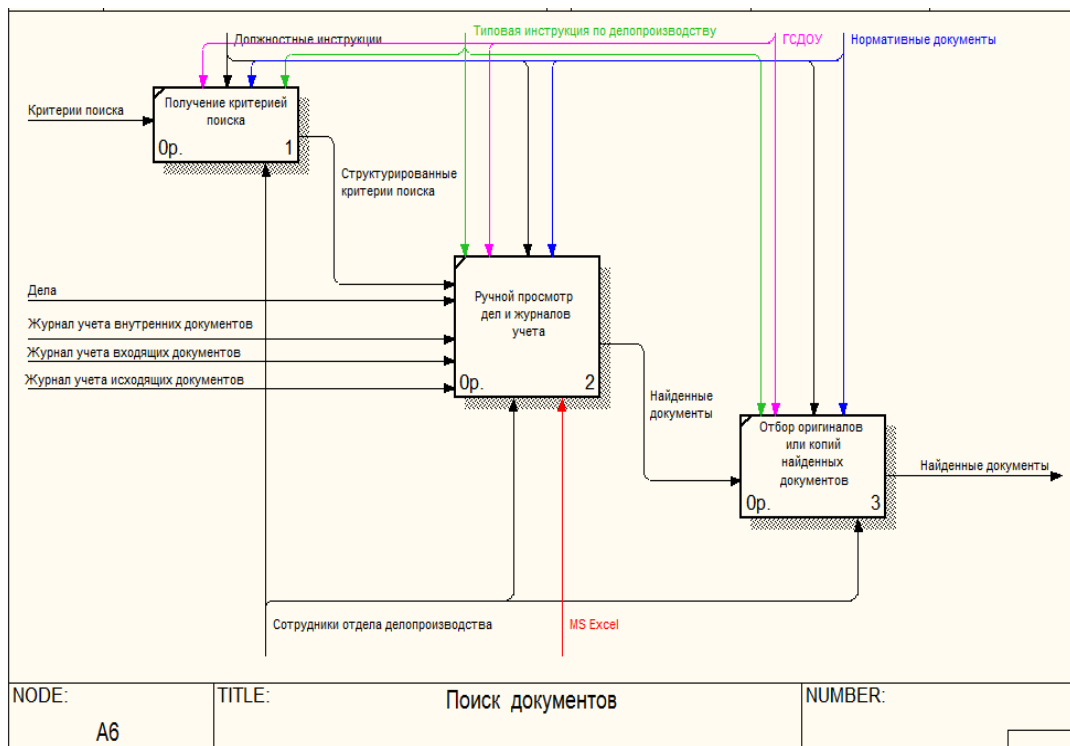 Должностные инструкции
Типовая инструкция по делопроизводству
ГСДОУ
Нормативные документы
Критерии поиска
Получение критерией
поиска
0р.
1
Структурированные
критерии поиска
Дела
Журнал учета внутренних документов
Журнал учета входящих документов
Журнал учета исходящих документов
Ручной просмотр
дел и журналов
учета
0р.
2
Найденные
документы
Отбор оригиналов
или копий
найденных
документов
0р.
3
Найденные документы
Сотрудники отдела делопроизводства
MS Excel
NODE:
A6
TITLE:
Поиск документов
NUMBER: